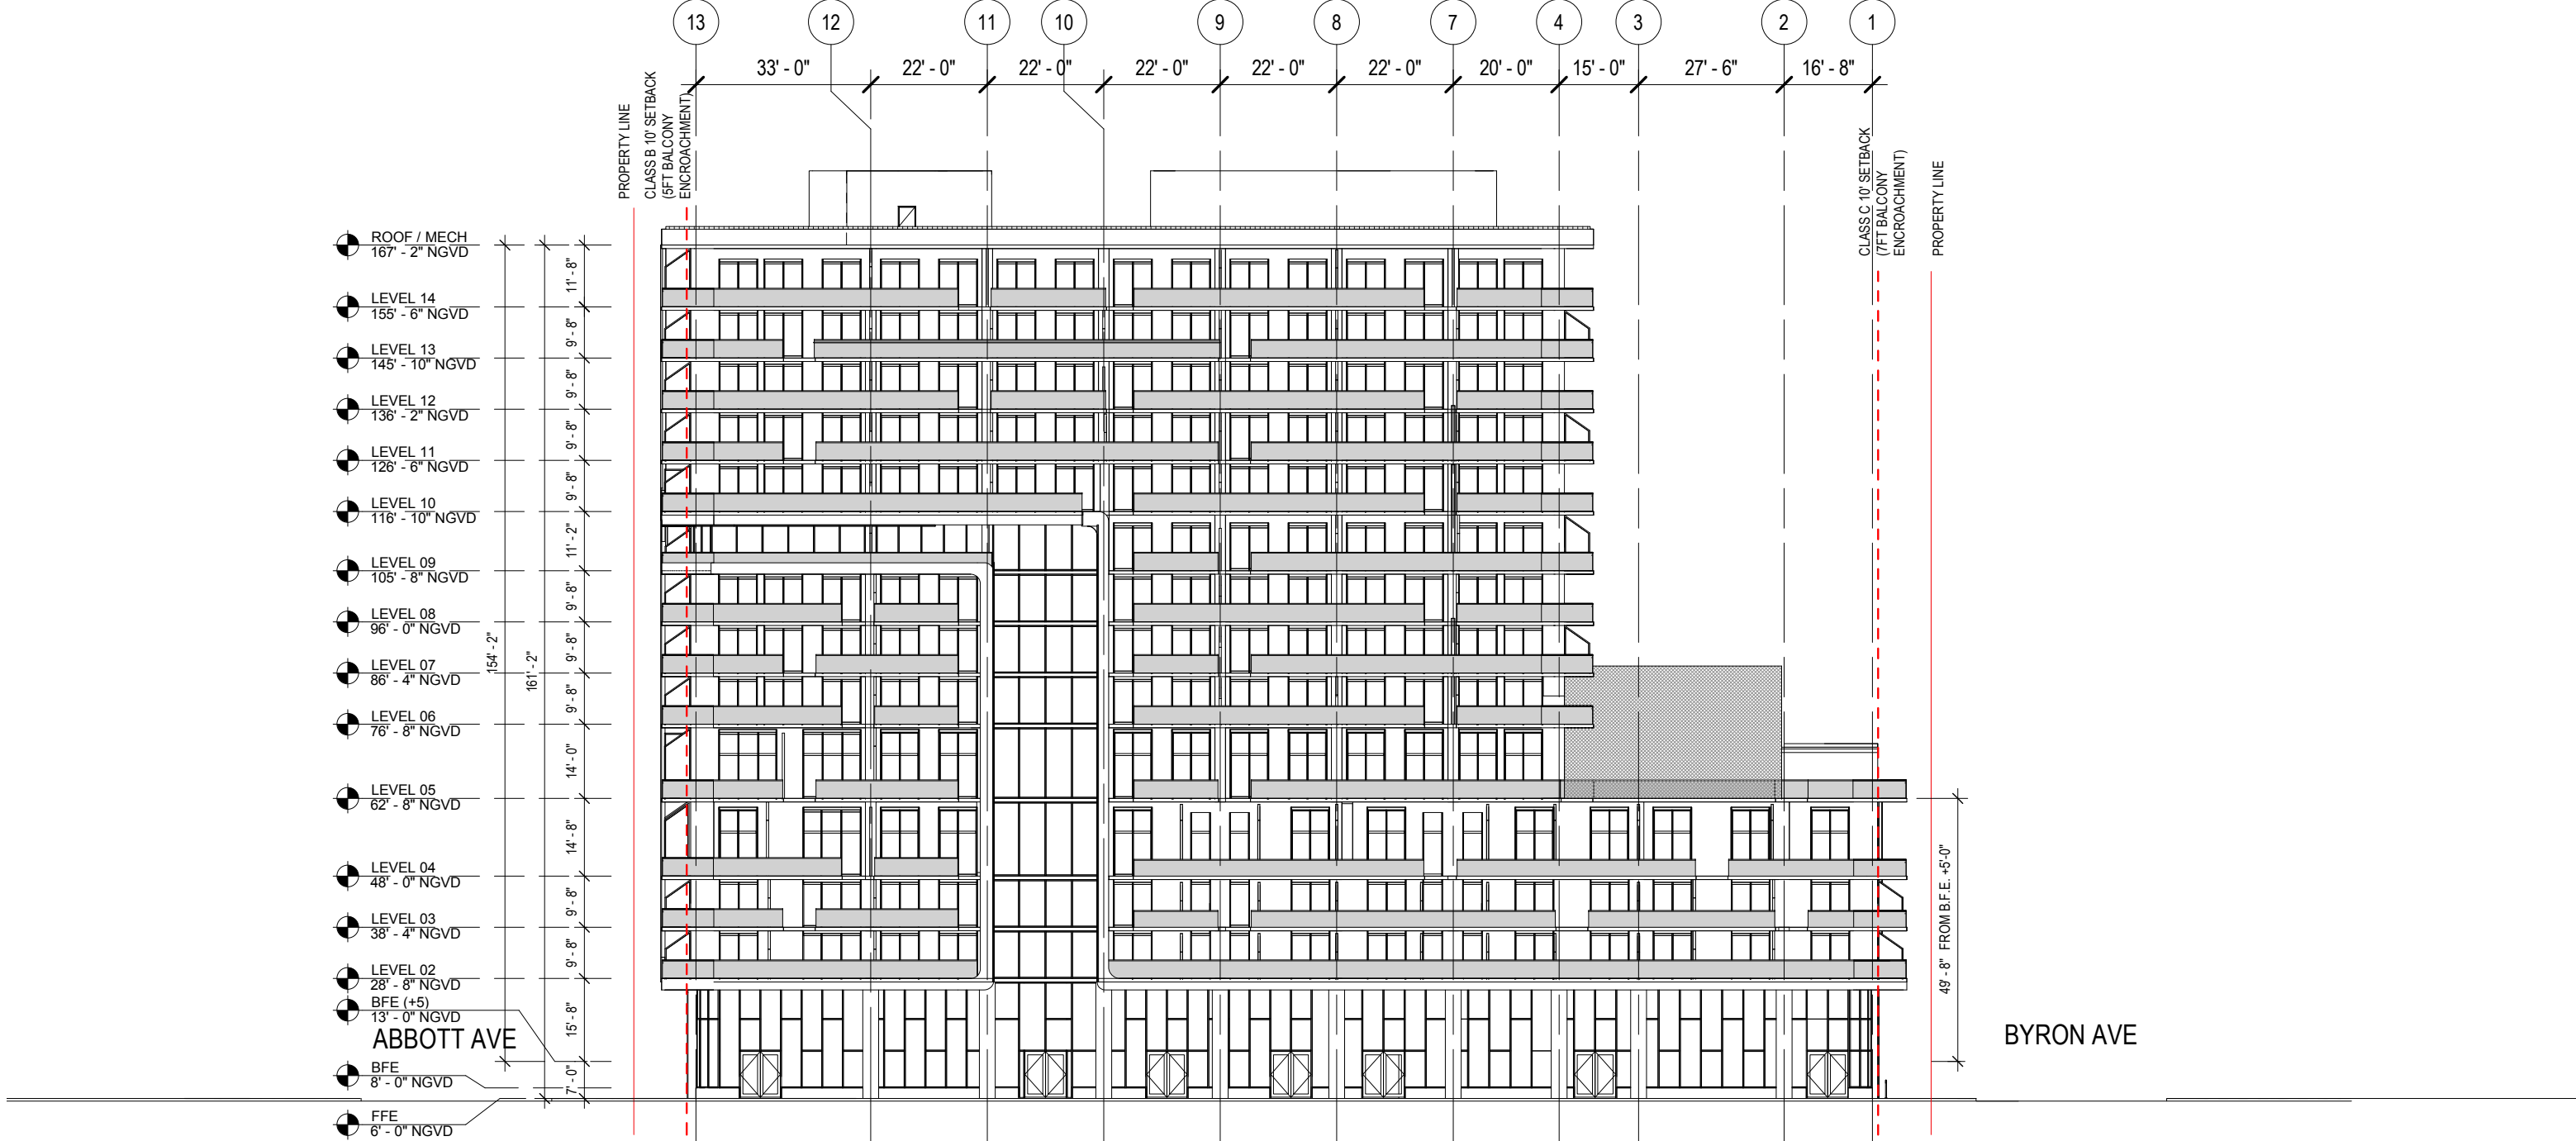 13
12
11
10
9
8
7
4
3
2
1
33' - 0"
22' - 0"
22' - 0"
22' - 0"
22' - 0"
22' - 0"
20' - 0"
15' - 0"
27' - 6"
16' - 8"
PROPERTY LINE
CLASS B 10' SETBACK
(5FT BALCONY
ENCROACHMENT)
CLASS C 10' SETBACK
(7FT BALCONY
ENCROACHMENT)
PROPERTY LINE
ROOF / MECH
167' - 2" NGVD
11' - 8"
LEVEL 14
155' - 6" NGVD
9' - 8"
LEVEL 13
145' - 10" NGVD
9' - 8"
LEVEL 12
136' - 2" NGVD
9' - 8"
LEVEL 11
126' - 6" NGVD
9' - 8"
LEVEL 10
116' - 10" NGVD
11' - 2"
LEVEL 09
105' - 8" NGVD
9' - 8"
LEVEL 08
96' - 0" NGVD
154' - 2"
161' - 2"
9' - 8"
LEVEL 07
86' - 4" NGVD
9' - 8"
LEVEL 06
76' - 8" NGVD
14' - 0"
LEVEL 05
62' - 8" NGVD
14' - 8"
LEVEL 04
48' - 0" NGVD
9' - 8"
LEVEL 03
38' - 4" NGVD
9' - 8"
LEVEL 02
28' - 8" NGVD
15' - 8"
BFE (+5)
13' - 0" NGVD
ABBOTT AVE
BFE
8' - 0" NGVD
7' - 0"
FFE
6' - 0" NGVD
49' - 8" FROM B.F.E. +5'-0"
BYRON AVE